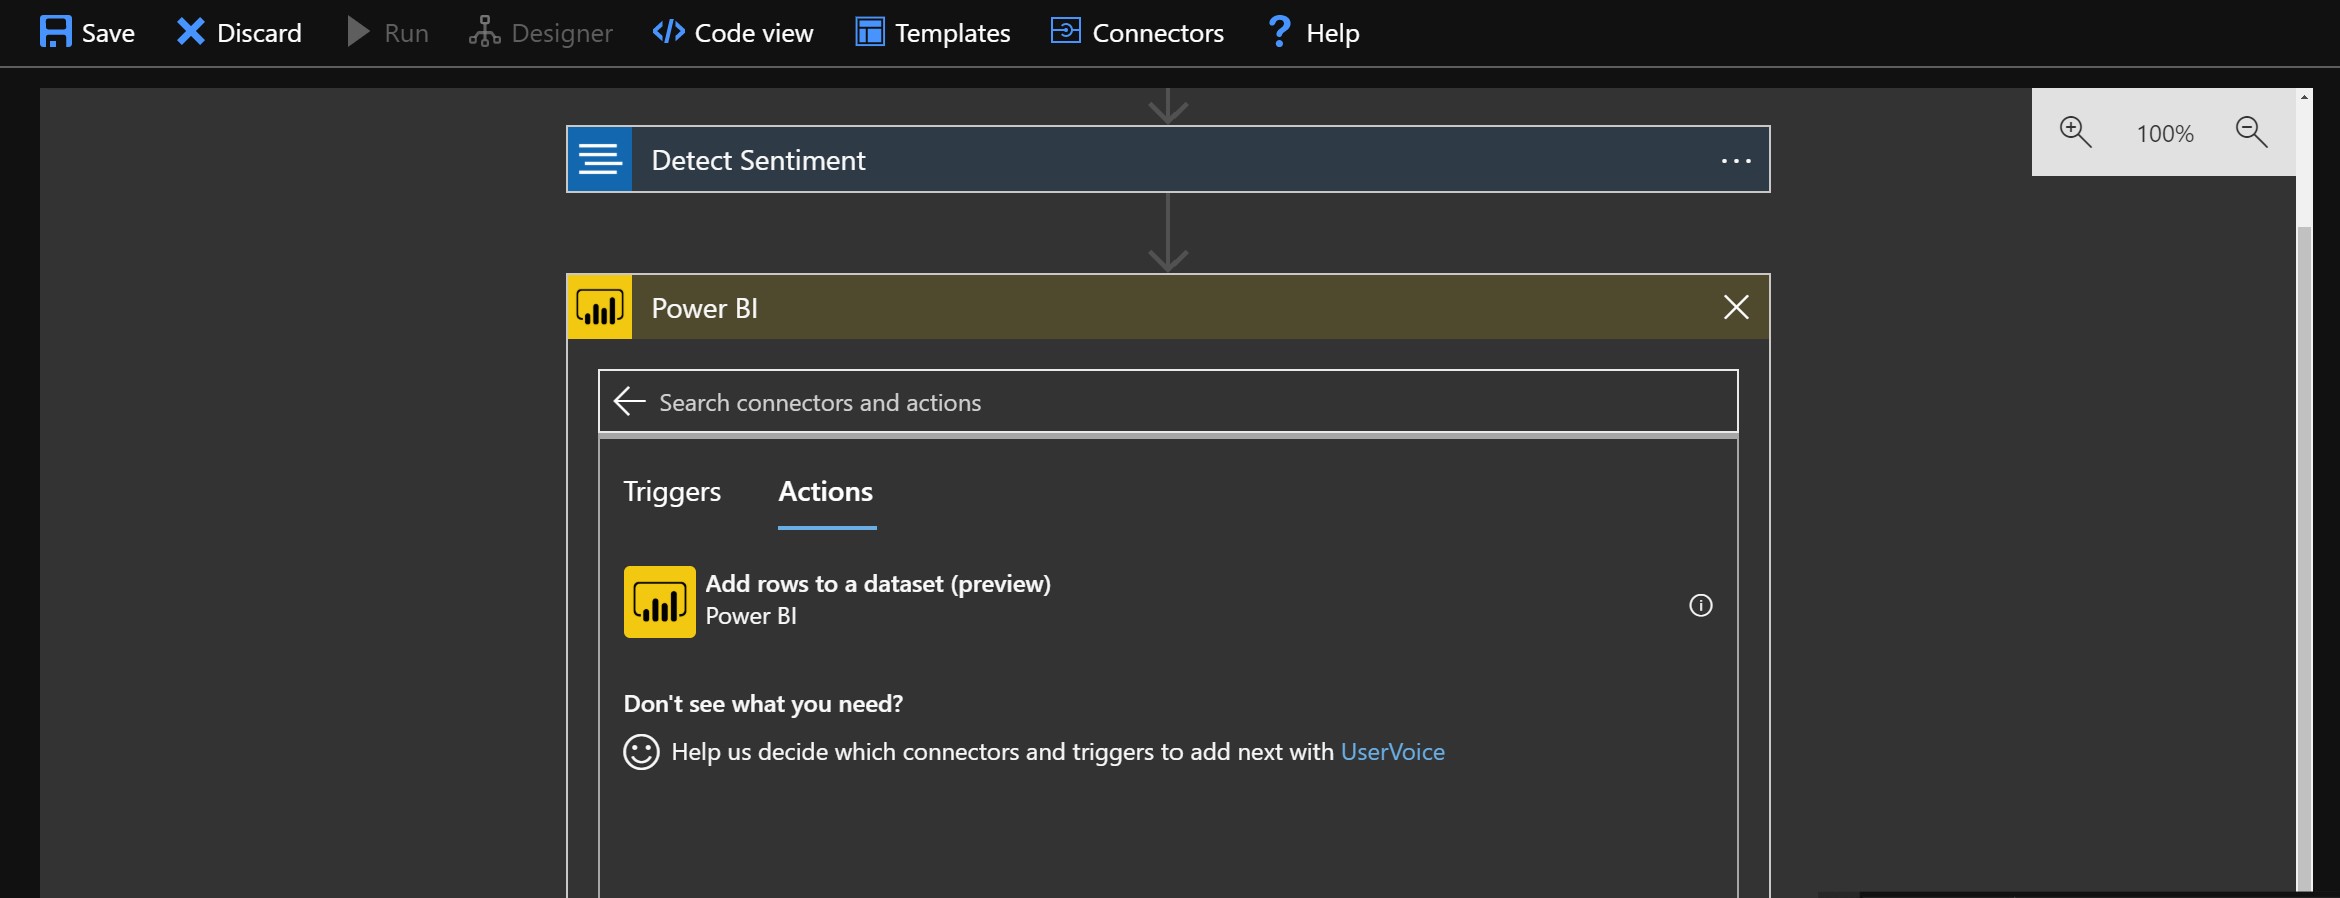 Save Discard Run Designer Code view Templates Connectors Help
Detect Sentiment
100%
Power BI
Search connectors and actions
Triggers Actions
Add rows to a dataset (preview)
Power BI
Don't see what you need?
Help us decide which connectors and triggers to add next with UserVoice